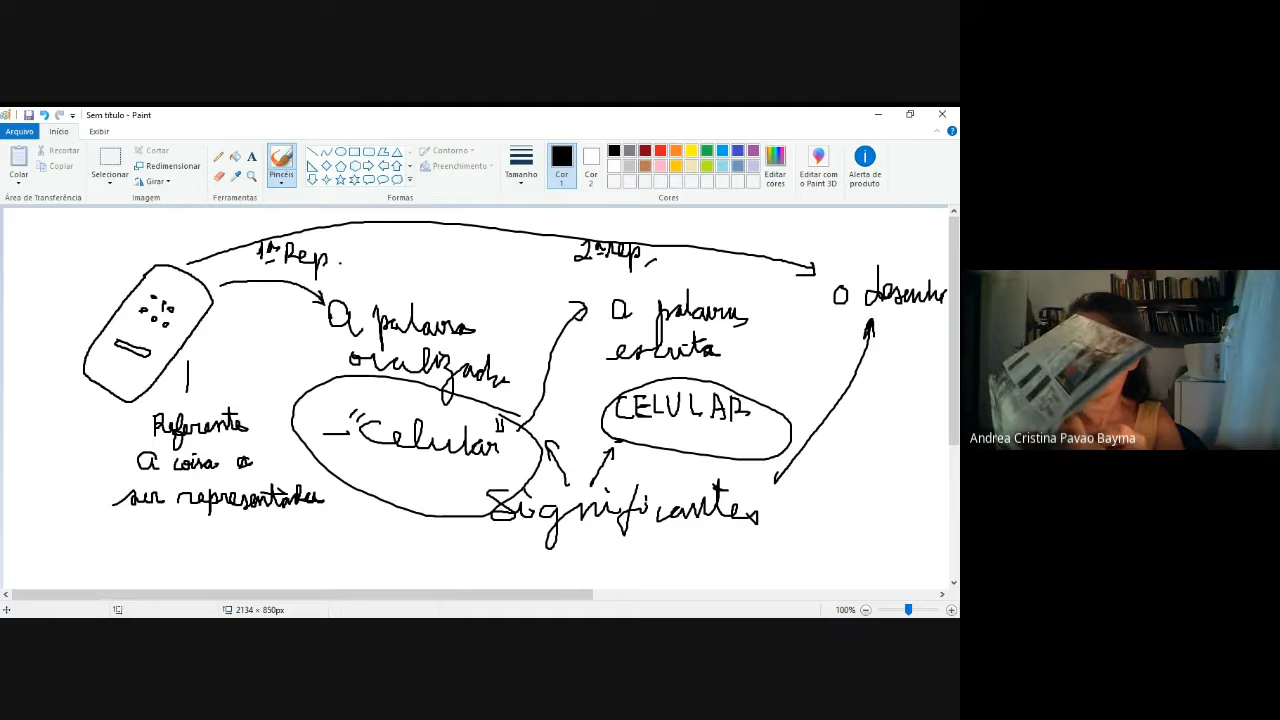 Sem título - Paint
Arquivo Início Exibir
Colar
Recortar
Copiar
Área de Transferência
Selecionar
Cortar
Redimensionar
Girar
Imagem
Ferramentas
Pincéis
Contorno
Preenchimento
Formas
Tamanho
Cor 1
Cor 2
Editar cores
Cores
Editar com o Paint 3D
Alerta de produto
1ª Rep.
2ª rep.
A palavra
oralizada
A palavra
escrita
o desenho
"Celular"
CELULAR
Referente
A coisa a
ser representada
Significantes
Andrea Cristina Pavao Bayma
2134 × 850px
100%